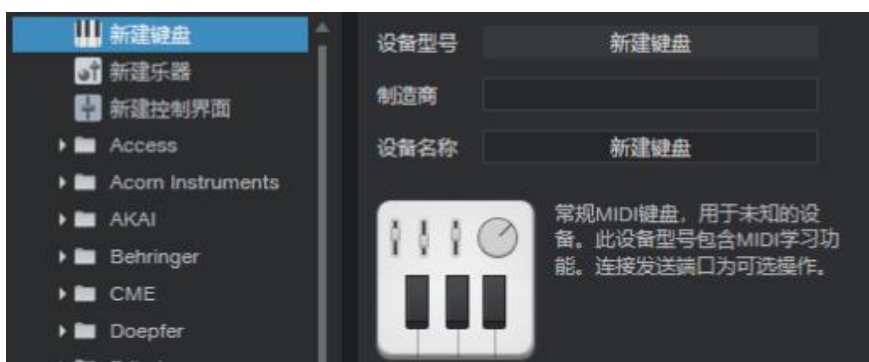 新建键盘
新建乐器
新建控制界面
Access
Acorn Instruments
AKAI
Behringer
CME
Doepfer
设备型号 新建键盘
制造商
设备名称 新建键盘
常规MIDI键盘，用于未知的设
备。此设备型号包含MIDI学习功
能。连接发送端口为可选操作。